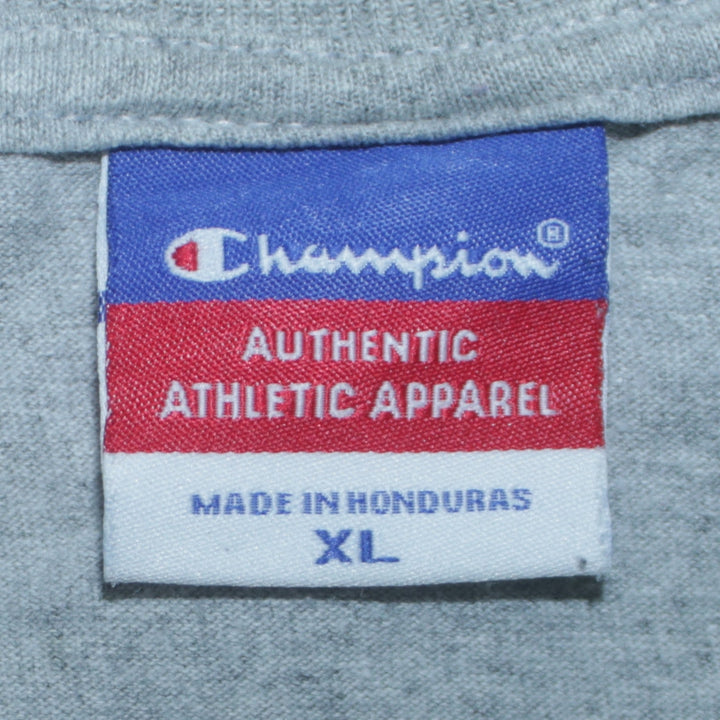 Champion®
AUTHENTIC
ATHLETIC APPAREL
MADE IN HONDURAS
XL